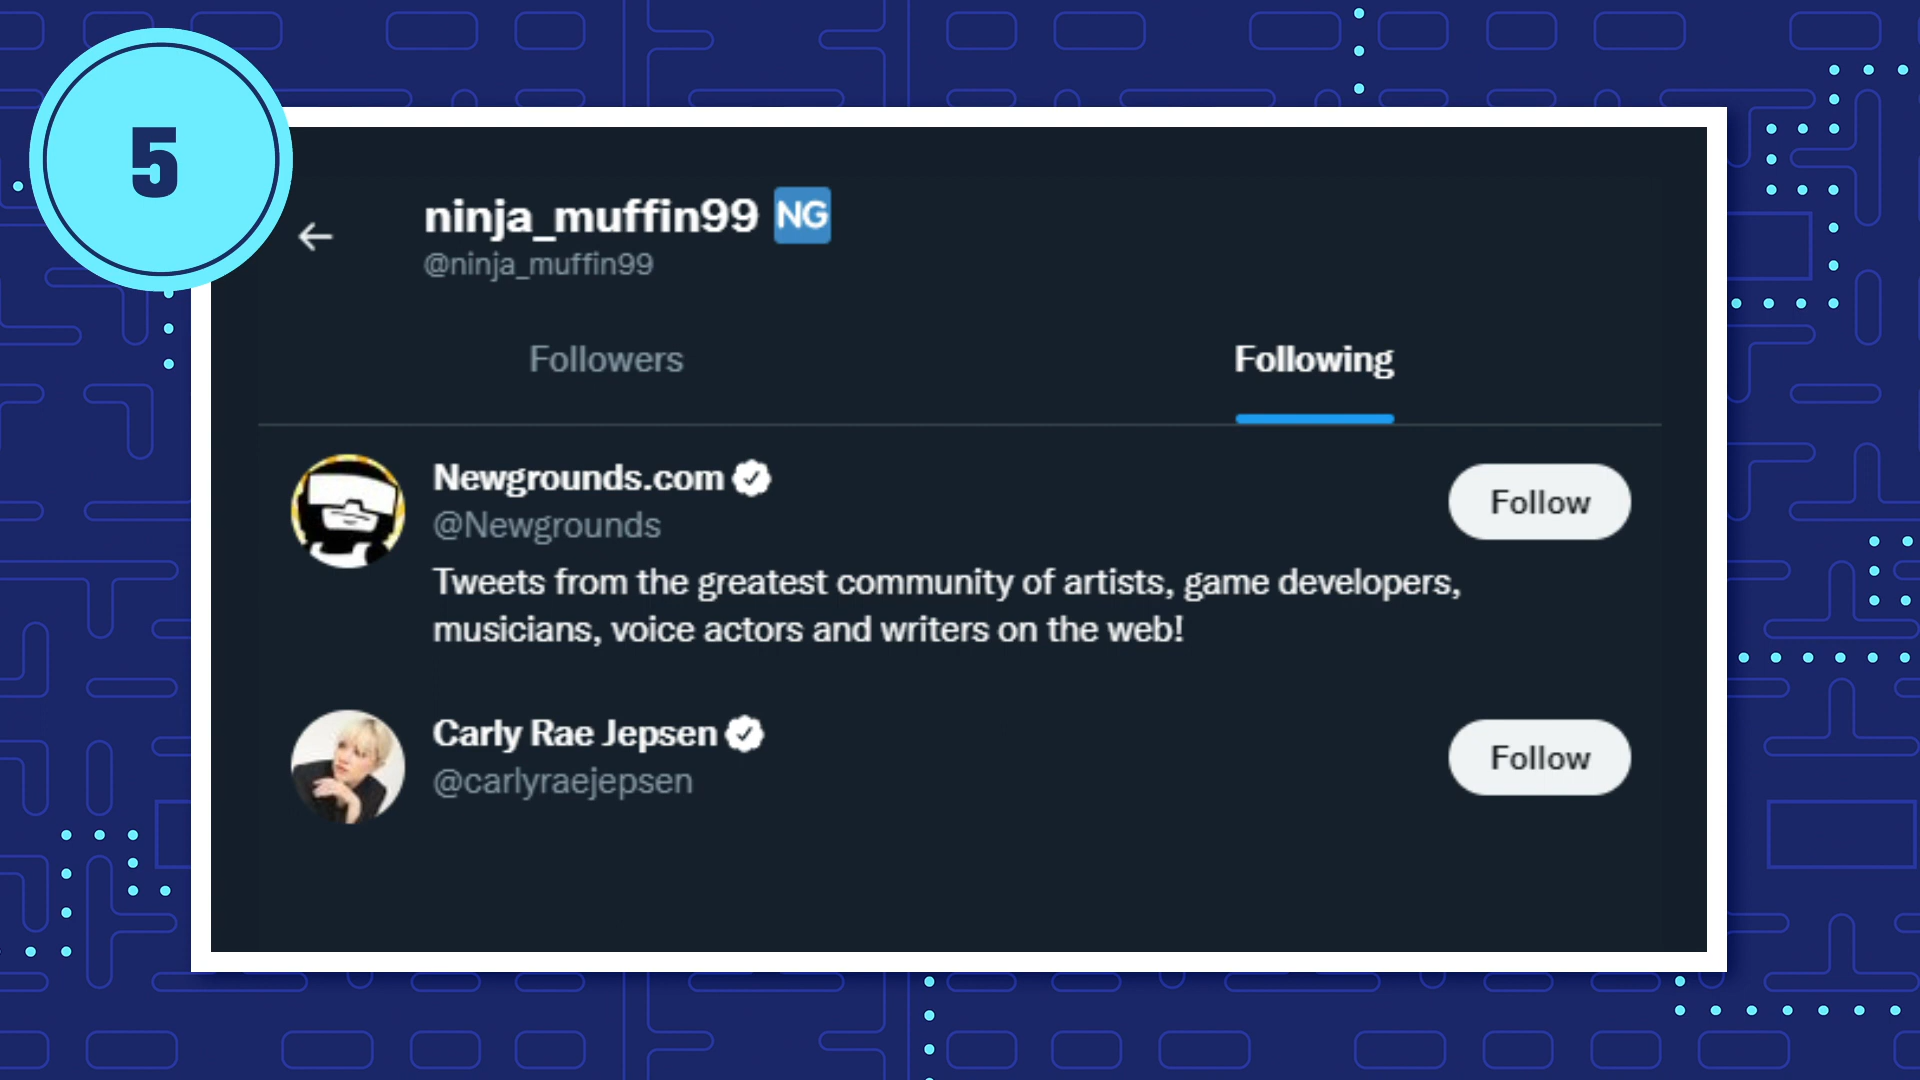 5
ninja_muffin99 NG
@ninja_muffin99
Followers
Following
Newgrounds.com
@Newgrounds
Follow
Tweets from the greatest community of artists, game developers,
musicians, voice actors and writers on the web!
Carly Rae Jepsen
@carlyraejepsen
Follow